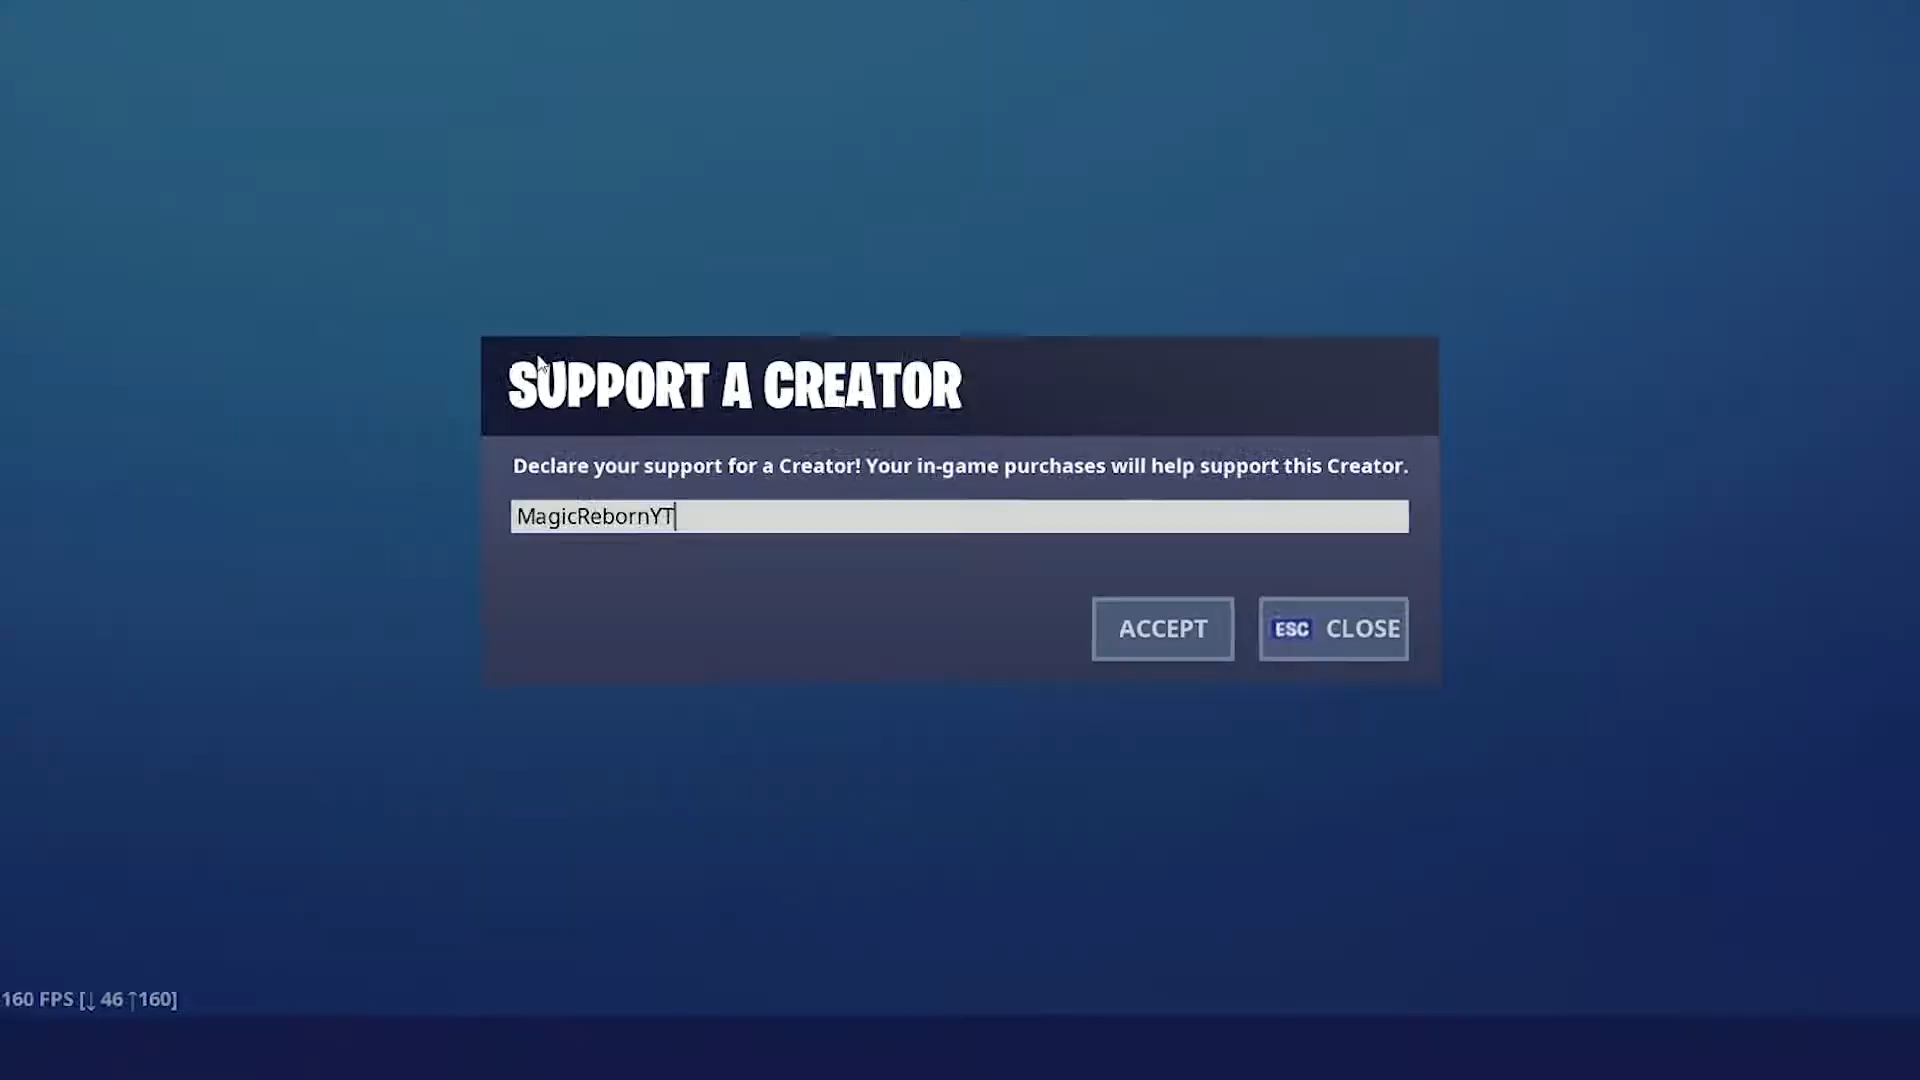 SUPPORT A CREATOR
Declare your support for a Creator! Your in-game purchases will help support this Creator.
MagicRebornYT
ACCEPT
ESC CLOSE
160 FPS [↓ 46 ↑160]